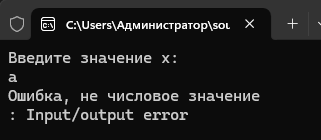 C:\Users\Администратор\sou
Введите значение x:
a
Ошибка, не числовое значение
: Input/output error